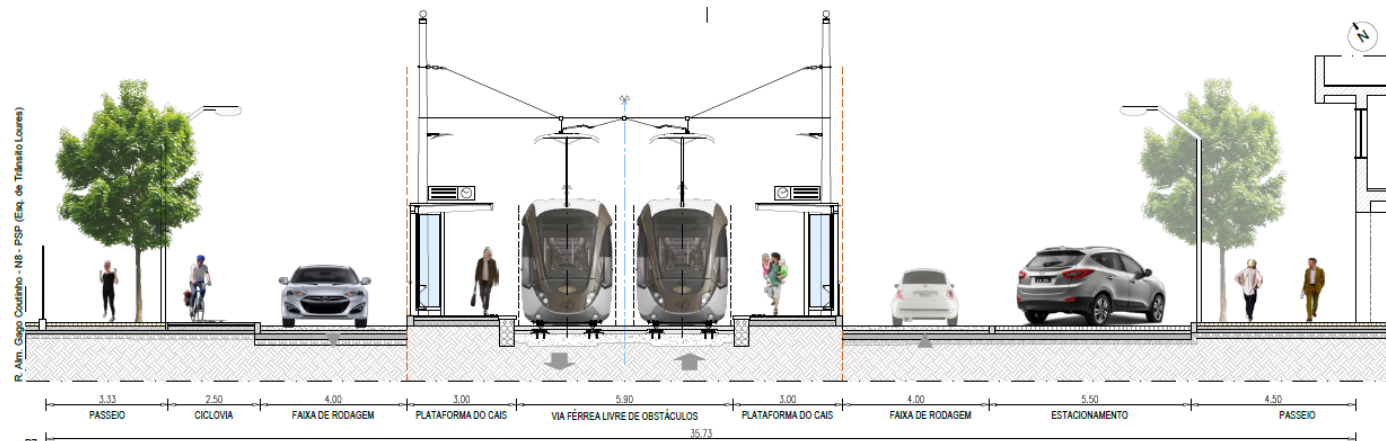 N
R. Alm. Gago Coutinho - N8 - PSP (Esq. de Trânsito Loures)
3.33 2.50 4.00 3.00 5.90 3.00 4.00 5.50 4.50
PASSEIO CICLOVIA FAIXA DE RODAGEM PLATAFORMA DO CAIS VIA FÉRREA LIVRE DE OBSTÁCULOS PLATAFORMA DO CAIS FAIXA DE RODAGEM ESTACIONAMENTO PASSEIO
35.73